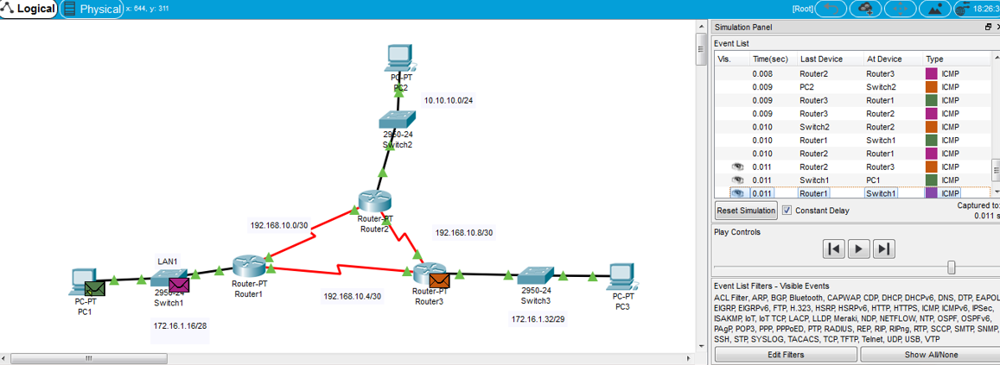 Logical Physical x: 644, y: 311 [Root] 18:26:3
PC-PT
PC2
10.10.10.0/24
2950-24
Switch2
Router-PT
Router2
192.168.10.0/30
192.168.10.8/30
LAN1
PC-PT
PC1
2950-24
Switch1
172.16.1.16/28
Router-PT
Router1
192.168.10.4/30
Router-PT
Router3
2950-24
Switch3
172.16.1.32/29
PC-PT
PC3
Simulation Panel
Event List
Vis. Time(sec) Last Device At Device Type
0.008 Router2 Router3 ICMP
0.009 PC2 Switch2 ICMP
0.009 Router3 Router1 ICMP
0.009 Router3 Router2 ICMP
0.010 Switch2 Router2 ICMP
0.010 Router1 Switch1 ICMP
0.010 Router2 Router1 ICMP
0.011 Router2 Router3 ICMP
0.011 Switch1 PC1 ICMP
0.011 Router1 Switch1 ICMP
Reset Simulation Constant Delay Captured to:
0.011 s
Play Controls
Event List Filters - Visible Events
ACL Filter, ARP, BGP, Bluetooth, CAPWAP, CDP, DHCP, DHCPv6, DNS, DTP, EAPOL
EIGRP, EIGRPv6, FTP, H.323, HSRP, HSRPv6, HTTP, HTTPS, ICMP, ICMPv6, IPSec,
ISAKMP, IoT, IoT TCP, LACP, LLDP, Meraki, NDP, NETFLOW, NTP, OSPF, OSPFv6,
PAgP, POP3, PPP, PPPoED, PTP, RADIUS, REP, RIP, RIPng, RTP, SCCP, SMTP, SNMP,
SSH, STP, SYSLOG, TACACS, TCP, TFTP, Telnet, UDP, USB, VTP
Edit Filters Show All/None